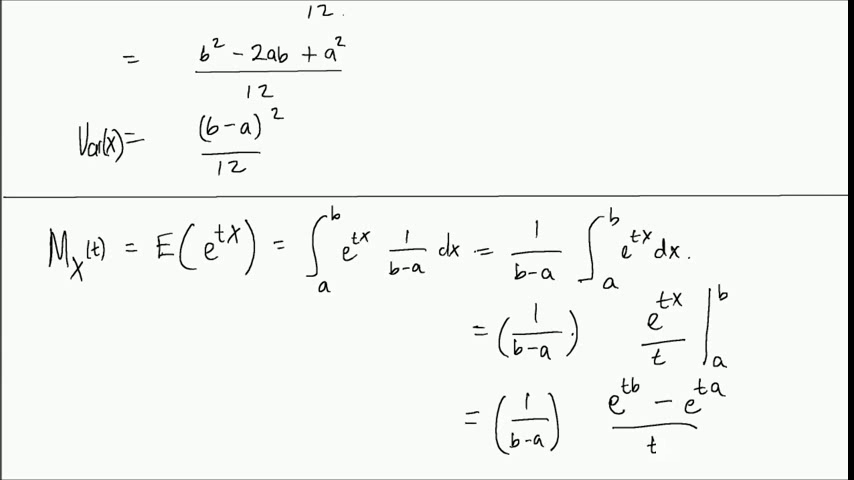 12.
= b² - 2ab + a² / 12
Var(X) = (b-a)² / 12
M_X(t) = E(e^{tX}) = ∫_a^b e^{tx} 1/(b-a) dx = 1/(b-a) ∫_a^b e^{tx} dx.
= (1/(b-a).) e^{tx}/t |_a^b
= (1/(b-a)) (e^{tb} - e^{ta})/t